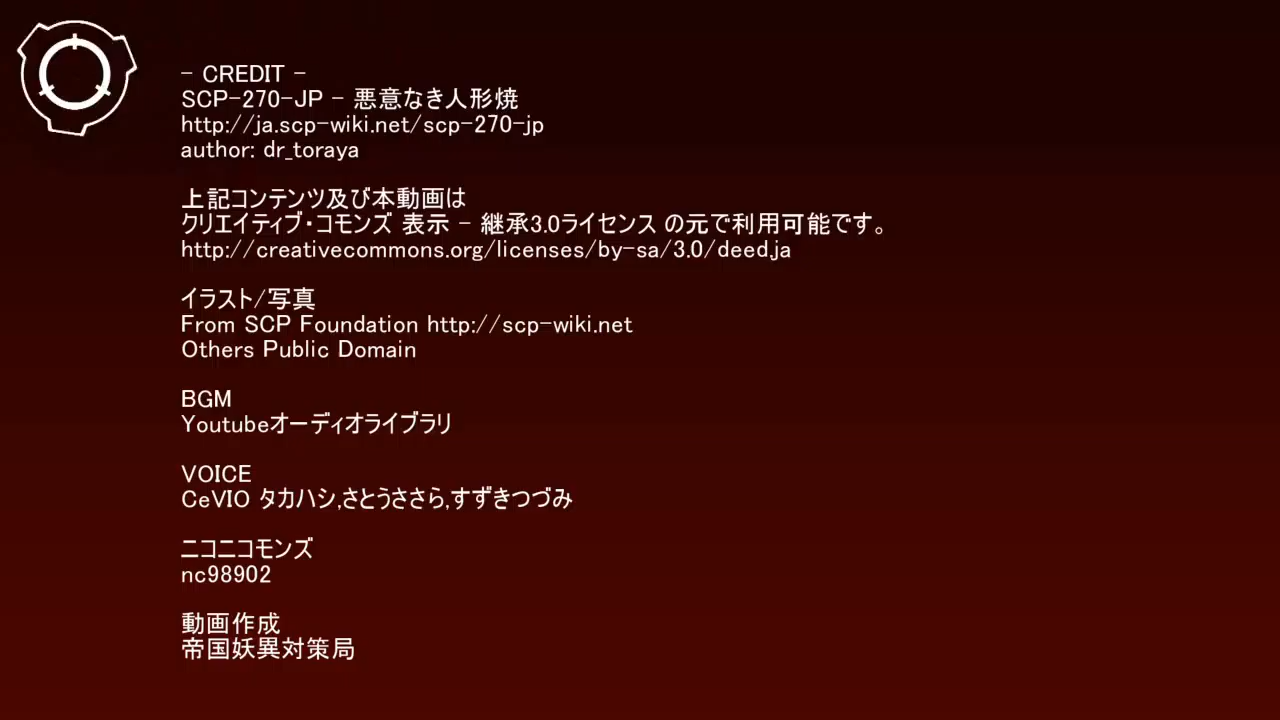 - CREDIT -
SCP-270-JP - 悪意なき人形焼
http://ja.scp-wiki.net/scp-270-jp
author: dr_toraya
上記コンテンツ及び本動画は
クリエイティブ・コモンズ 表示 - 継承3.0ライセンス の元で利用可能です。
http://creativecommons.org/licenses/by-sa/3.0/deed.ja
イラスト/写真
From SCP Foundation http://scp-wiki.net
Others Public Domain
BGM
Youtubeオーディオライブラリ
VOICE
CeVIO タカハシ,さとうささら,すずきつづみ
ニコニコモンズ
nc98902
動画作成
帝国妖異対策局